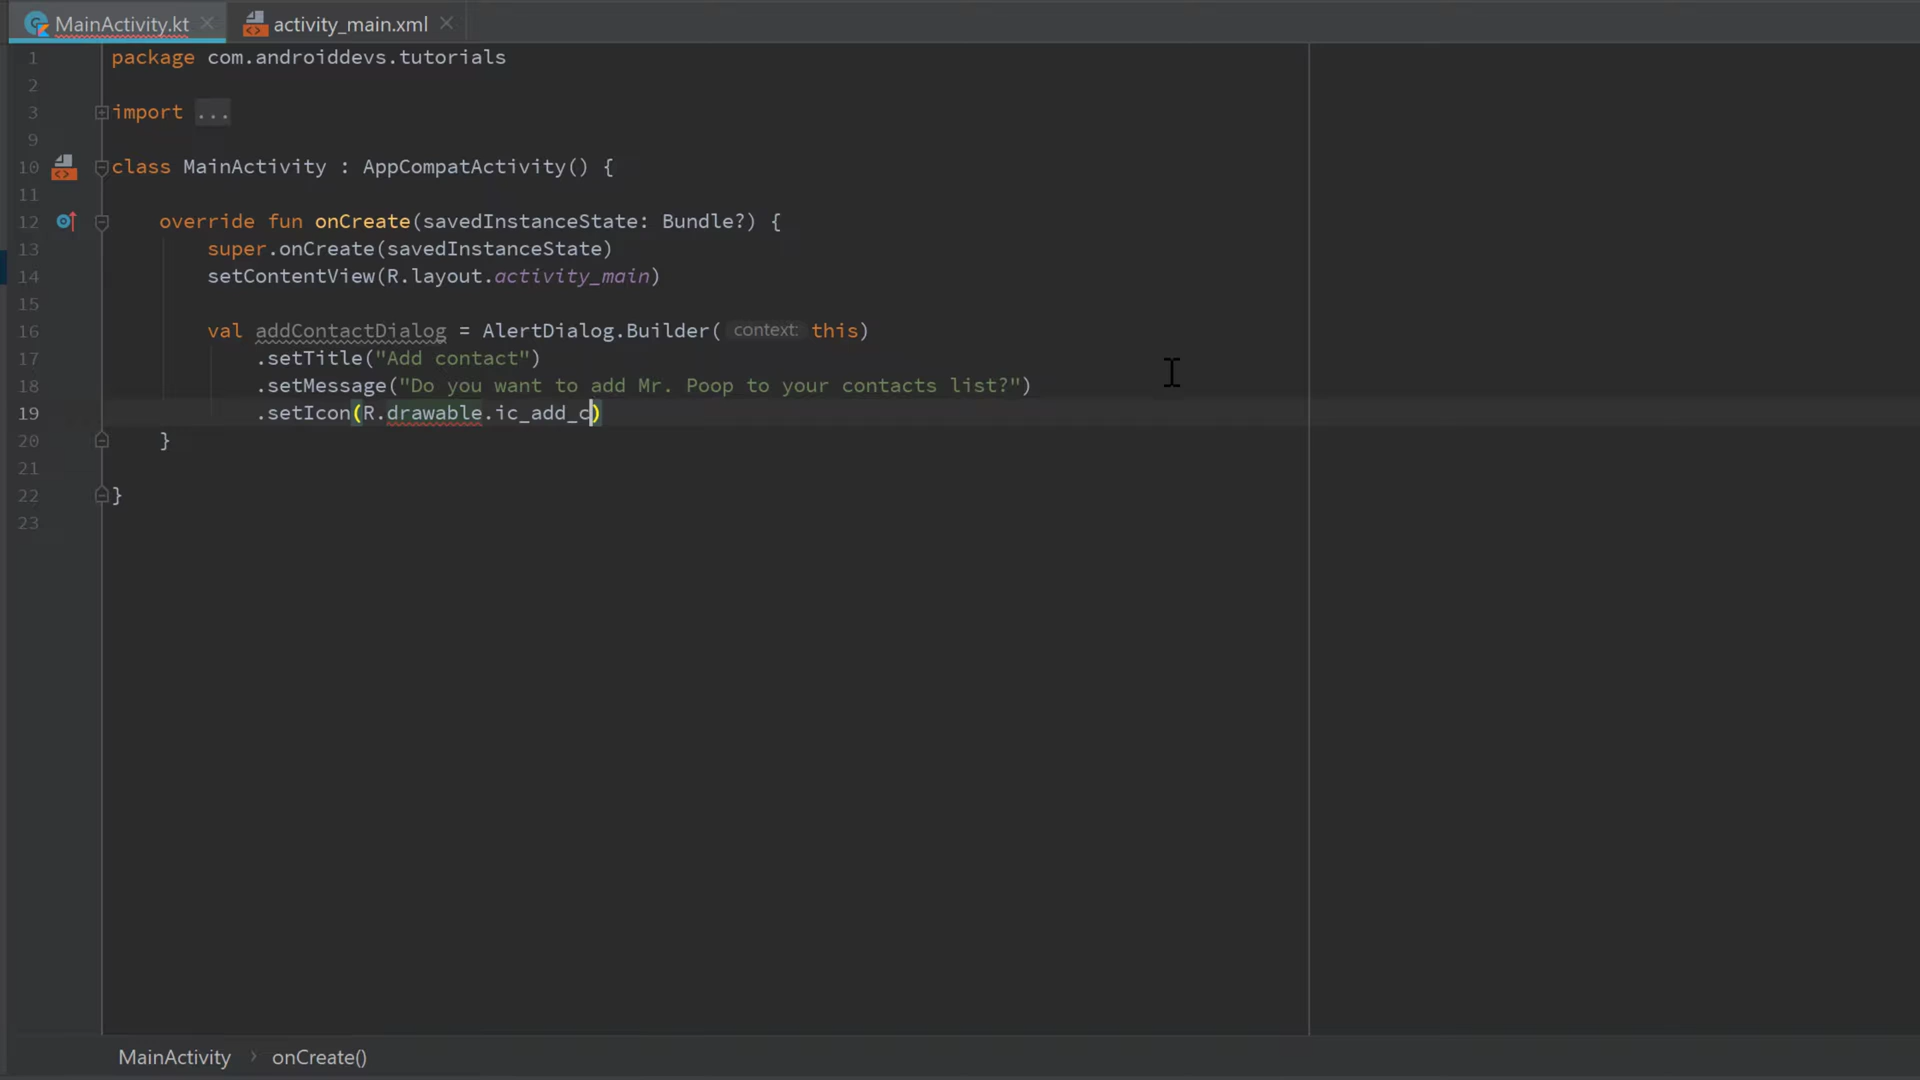 MainActivity.kt
activity_main.xml
1 package com.androiddevs.tutorials
2
3 import ...
9
10 class MainActivity : AppCompatActivity() {
11
12 override fun onCreate(savedInstanceState: Bundle?) {
13 super.onCreate(savedInstanceState)
14 setContentView(R.layout.activity_main)
15
16 val addContactDialog = AlertDialog.Builder( context: this)
17 .setTitle("Add contact")
18 .setMessage("Do you want to add Mr. Poop to your contacts list?")
19 .setIcon(R.drawable.ic_add_c)
20 }
21
22 }
23
MainActivity › onCreate()